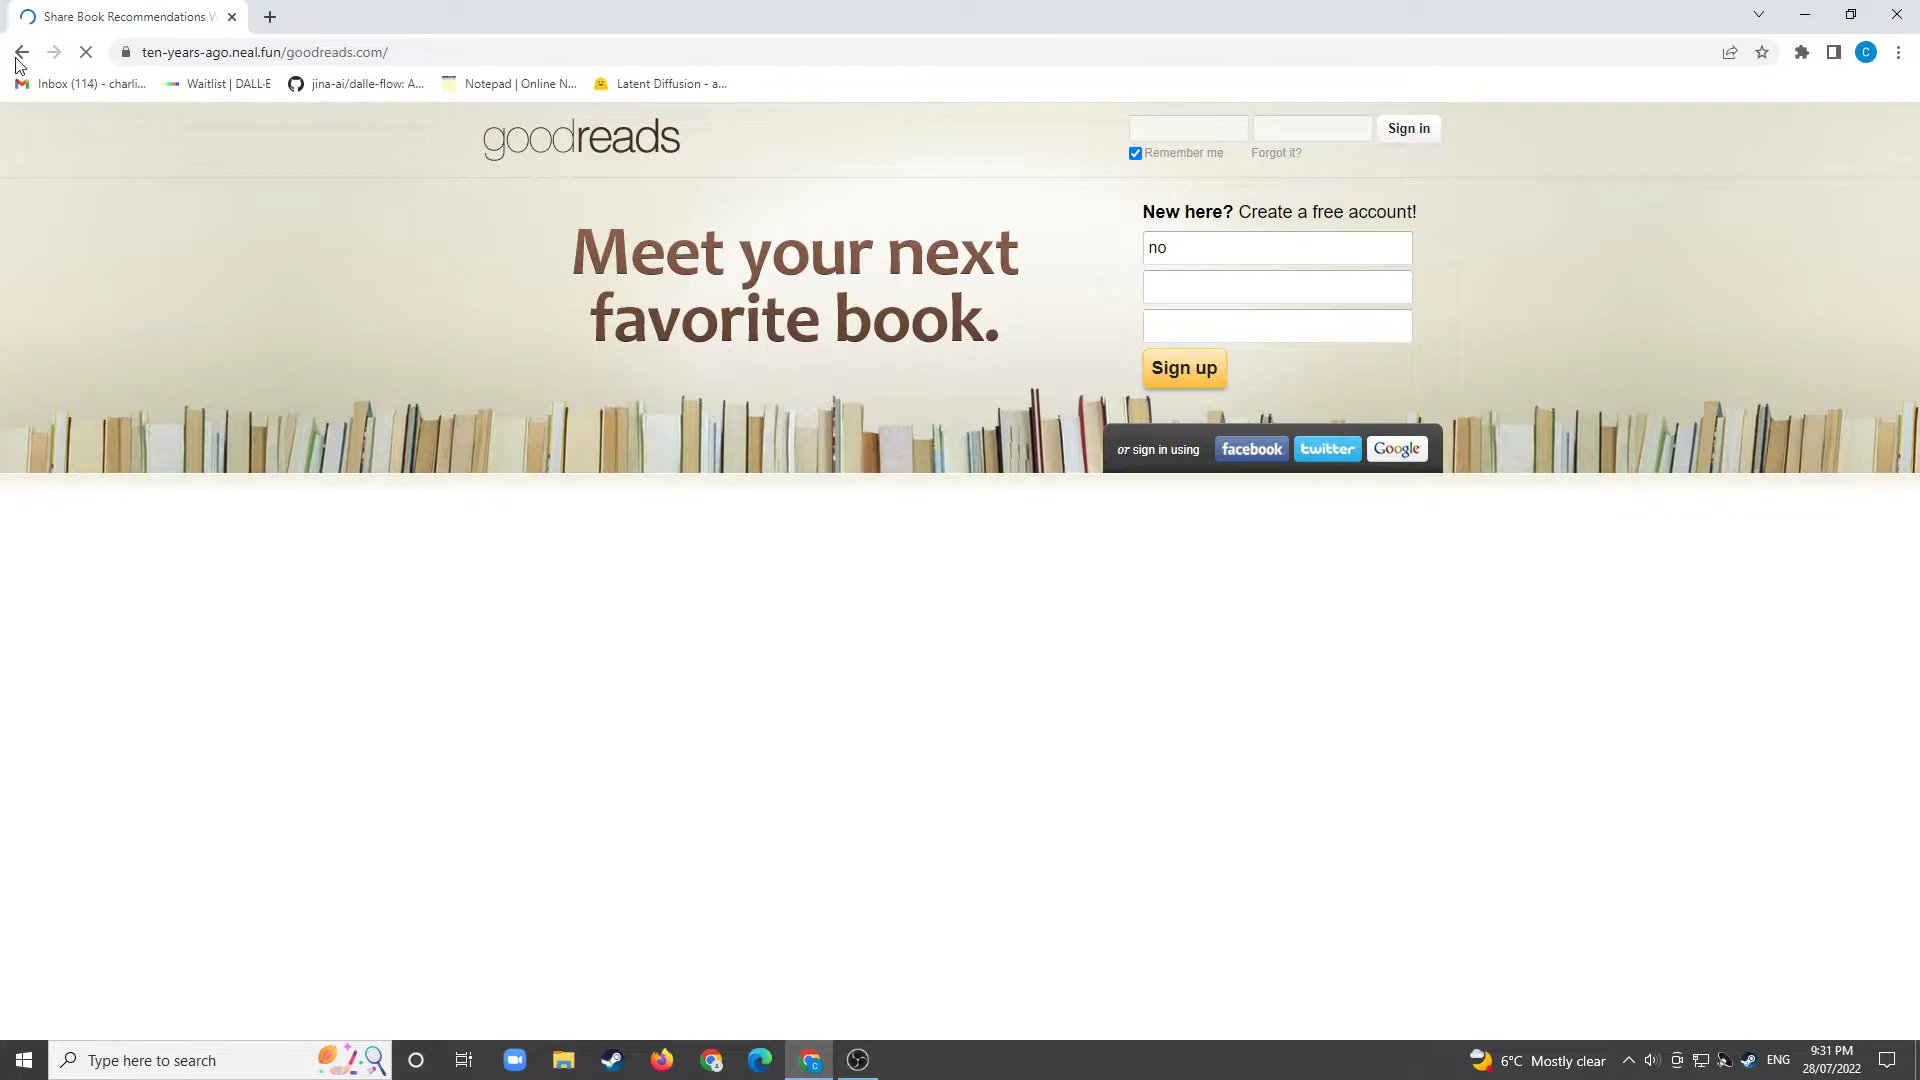 Share Book Recommendations W
ten-years-ago.neal.fun/goodreads.com/
C
Inbox (114) - charli...
Waitlist | DALL·E
jina-ai/dalle-flow: A...
Notepad | Online N...
Latent Diffusion - a...
goodreads
Sign in
Remember me
Forgot it?
New here? Create a free account!
no
Meet your next
favorite book.
Sign up
or sign in using
facebook
twitter
Google
Type here to search
6°C Mostly clear
ENG
9:31 PM
28/07/2022